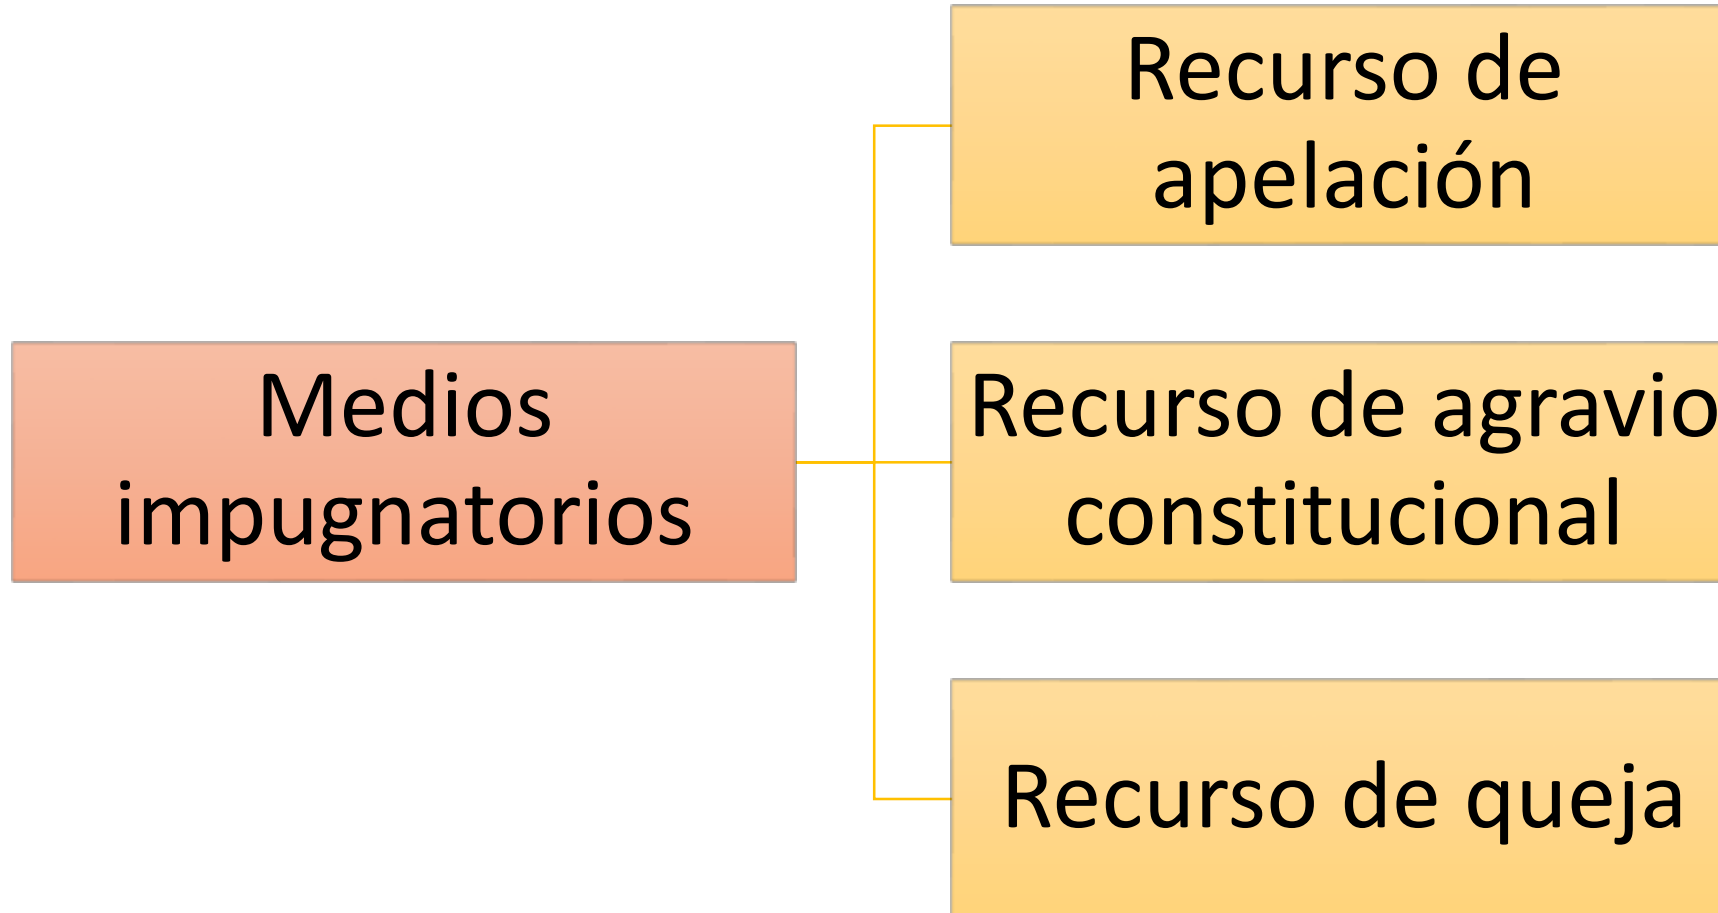 Recurso de
apelación
Medios
impugnatorios
Recurso de agravio
constitucional
Recurso de queja